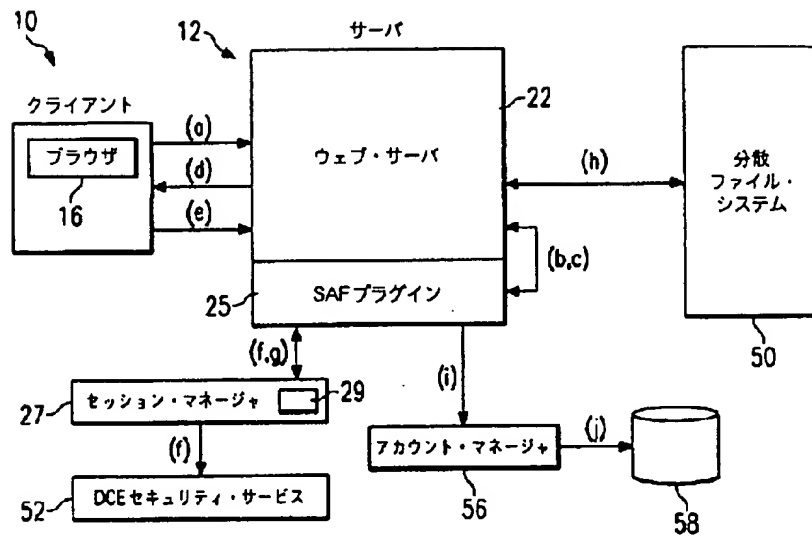 10
12
サーバ
クライアント
ブラウザ
16
(a)
(d)
(e)
ウェブ・サーバ
22
(h)
分散
ファイル・
システム
50
(b,c)
25
SAFプラグイン
(f,g)
(i)
27
セッション・マネージャ
29
(f)
52
DCEセキュリティ・サービス
アカウント・マネージャ
56
(j)
58